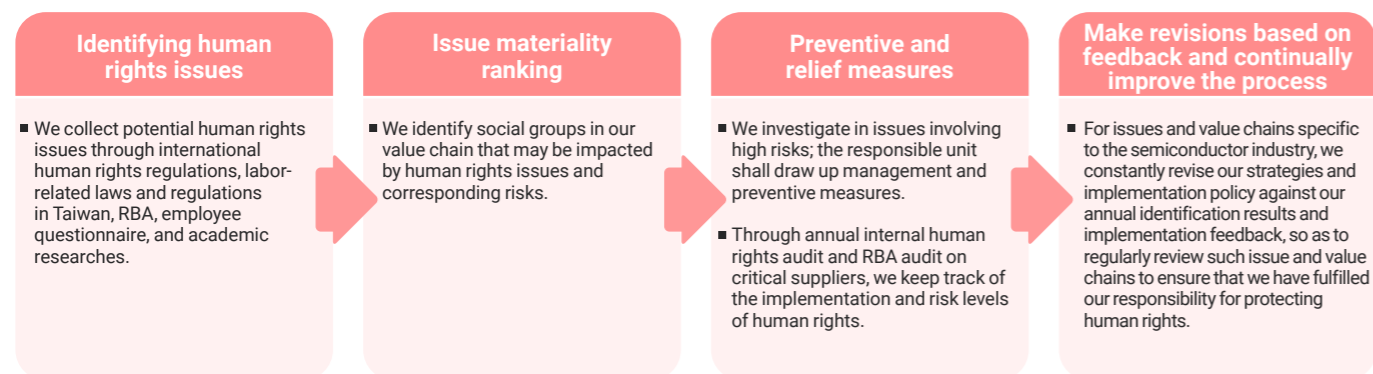 Identifying human
rights issues
▪ We collect potential human rights
issues through international
human rights regulations, labor-
related laws and regulations
in Taiwan, RBA, employee
questionnaire, and academic
researches.
Issue materiality
ranking
▪ We identify social groups in our
value chain that may be impacted
by human rights issues and
corresponding risks.
Preventive and
relief measures
▪ We investigate in issues involving
high risks; the responsible unit
shall draw up management and
preventive measures.
▪ Through annual internal human
rights audit and RBA audit on
critical suppliers, we keep track of
the implementation and risk levels
of human rights.
Make revisions based on
feedback and continually
improve the process
▪ For issues and value chains specific
to the semiconductor industry, we
constantly revise our strategies and
implementation policy against our
annual identification results and
implementation feedback, so as to
regularly review such issue and value
chains to ensure that we have fulfilled
our responsibility for protecting
human rights.